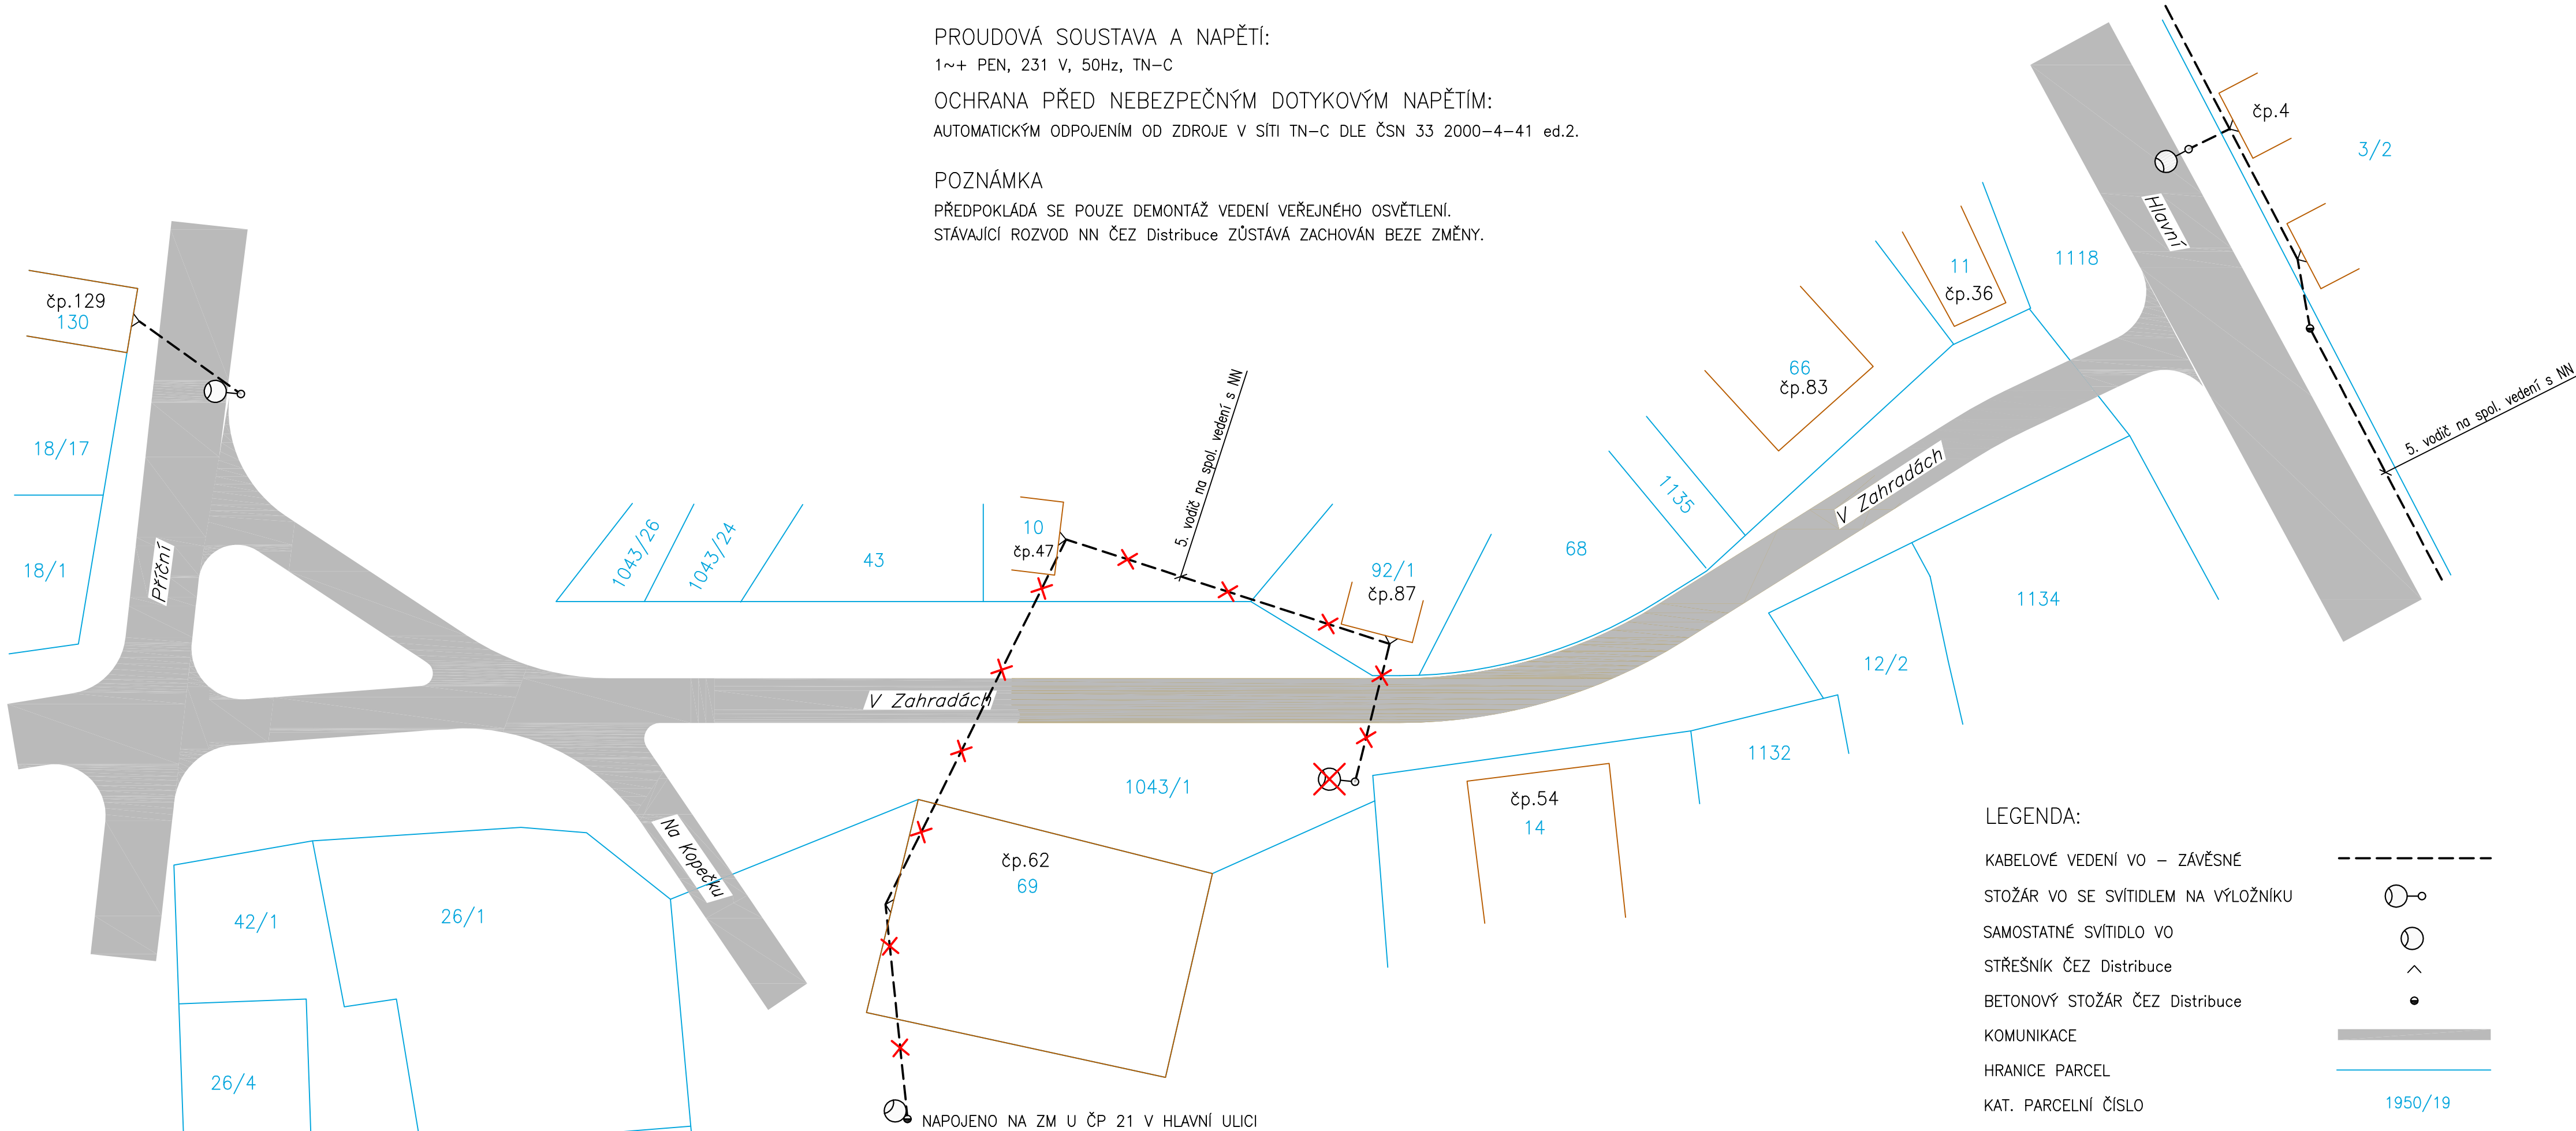 PROUDOVÁ SOUSTAVA A NAPĚTÍ:
1~+ PEN, 231 V, 50Hz, TN-C
OCHRANA PŘED NEBEZPEČNÝM DOTYKOVÝM NAPĚTÍM:
AUTOMATICKÝM ODPOJENÍM OD ZDROJE V SÍTI TN-C DLE ČSN 33 2000-4-41 ed.2.
POZNÁMKA
PŘEDPOKLÁDÁ SE POUZE DEMONTÁŽ VEDENÍ VEŘEJNÉHO OSVĚTLENÍ.
STÁVAJÍCÍ ROZVOD NN ČEZ Distribuce ZŮSTÁVÁ ZACHOVÁN BEZE ZMĚNY.
čp.4
3/2
Hlavní
1118
11
čp.36
čp.129
130
66
čp.83
5. vodič na spol. vedení s NN
5. vodič na spol. vedení s NN
18/17
18/1
Příční
1043/26
1043/24
43
10
čp.47
92/1
čp.87
68
1135
V Zahradách
1134
12/2
1132
V Zahradách
1043/1
čp.54
14
Na Kopečku
čp.62
69
42/1
26/1
26/4
NAPOJENO NA ZM U ČP 21 V HLAVNÍ ULICI
LEGENDA:
KABELOVÉ VEDENÍ VO - ZÁVĚSNÉ
STOŽÁR VO SE SVÍTIDLEM NA VÝLOŽNÍKU
SAMOSTATNÉ SVÍTIDLO VO
STŘEŠNÍK ČEZ Distribuce
BETONOVÝ STOŽÁR ČEZ Distribuce
KOMUNIKACE
HRANICE PARCEL
KAT. PARCELNÍ ČÍSLO 1950/19